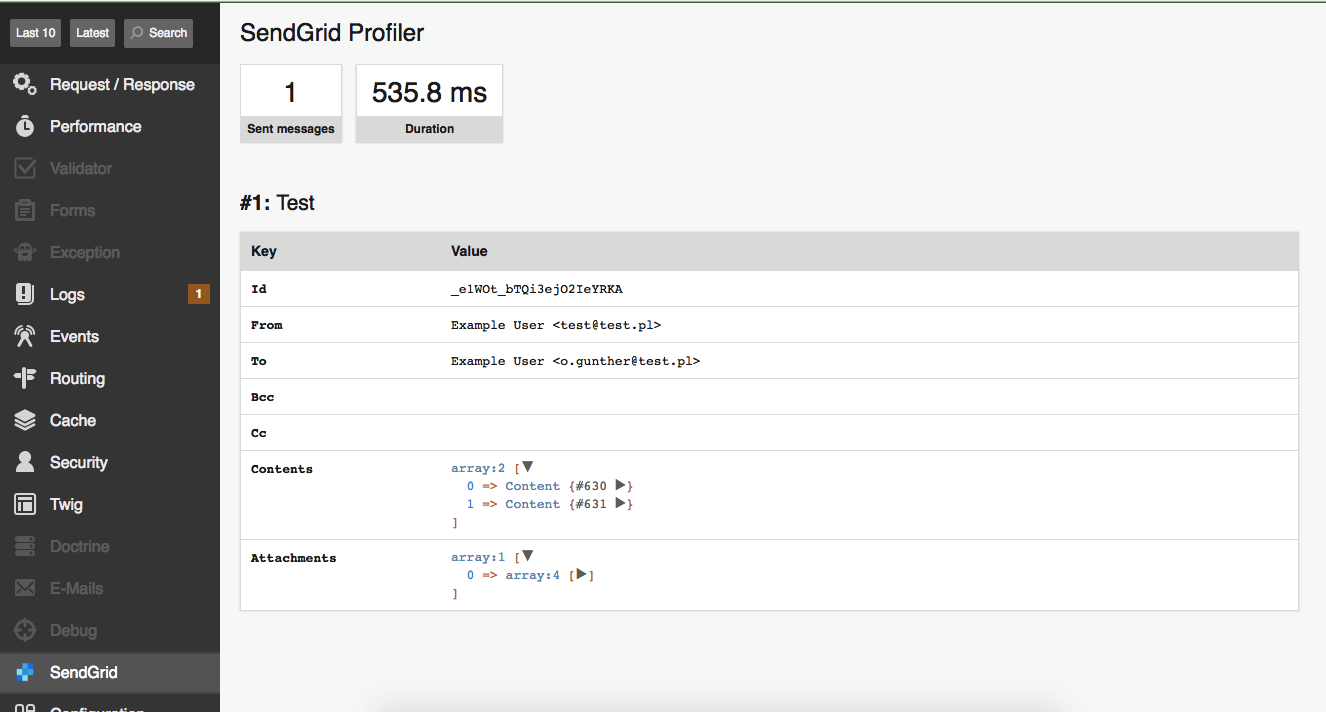 Last 10 Latest Search
Request / Response
Performance
Validator
Forms
Exception
Logs 1
Events
Routing
Cache
Security
Twig
Doctrine
E-Mails
Debug
SendGrid
Configuration
SendGrid Profiler
1 535.8 ms
Sent messages Duration
#1: Test
Key Value
Id _e1WOt_bTQi3ejO2IeYRKA
From Example User <test@test.pl>
To Example User <o.gunther@test.pl>
Bcc
Cc
Contents array:2 [▼
0 => Content {#630 ▶}
1 => Content {#631 ▶}
]
Attachments array:1 [▼
0 => array:4 [▶]
]